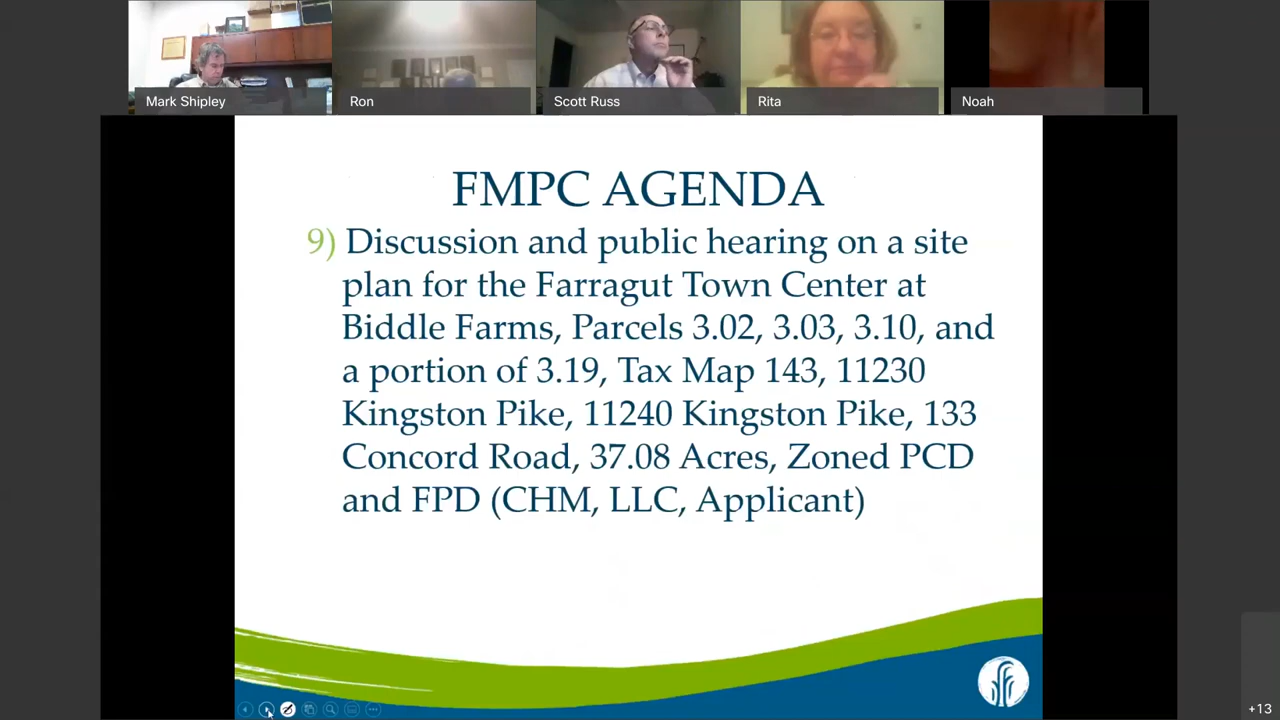 Mark Shipley
Ron
Scott Russ
Rita
Noah
FMPC AGENDA
9) Discussion and public hearing on a site
plan for the Farragut Town Center at
Biddle Farms, Parcels 3.02, 3.03, 3.10, and
a portion of 3.19, Tax Map 143, 11230
Kingston Pike, 11240 Kingston Pike, 133
Concord Road, 37.08 Acres, Zoned PCD
and FPD (CHM, LLC, Applicant)
+13